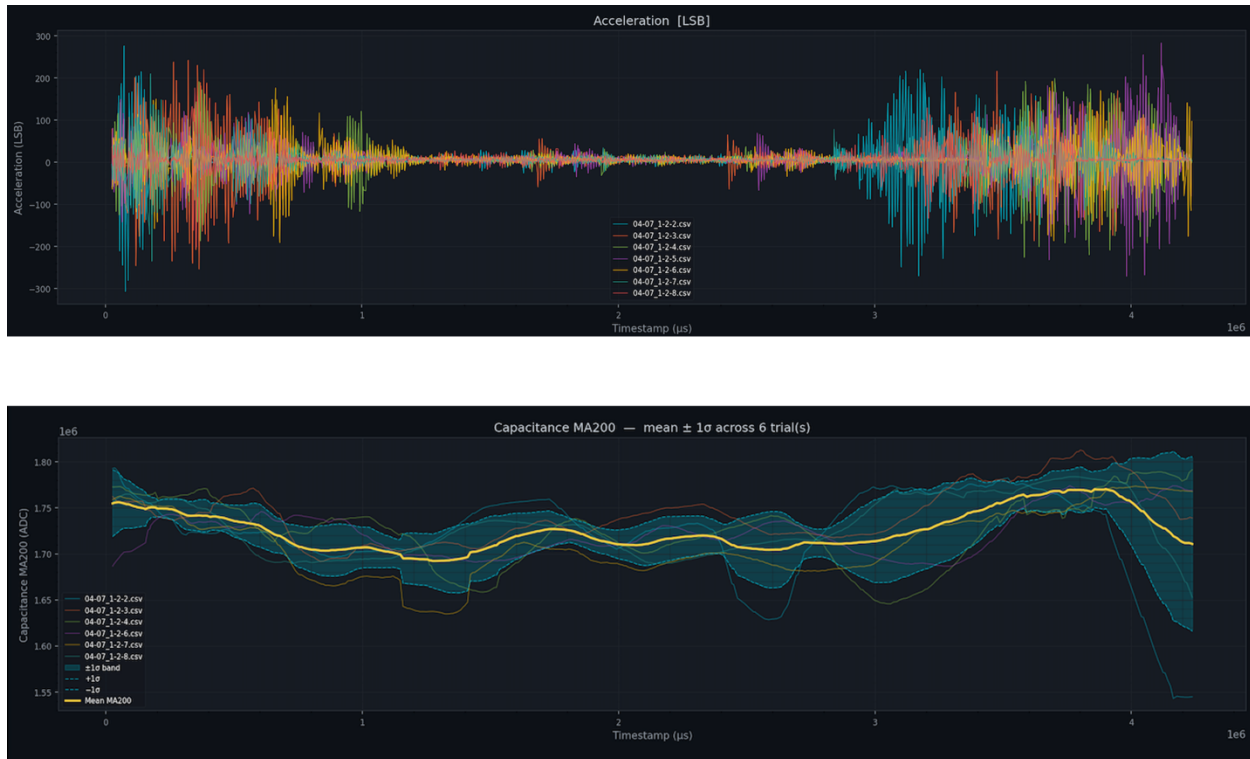 Acceleration [LSB]
300
200
100
0
−100
−200
−300
Acceleration (LSB)
04-07_1-2-2.csv
04-07_1-2-3.csv
04-07_1-2-4.csv
04-07_1-2-5.csv
04-07_1-2-6.csv
04-07_1-2-7.csv
04-07_1-2-8.csv
0 1 2 3 4
1e6
Timestamp (µs)
Capacitance MA200 — mean ± 1σ across 6 trial(s)
1e6
1.80
1.75
1.70
1.65
1.60
1.55
Capacitance MA200 (ADC)
04-07_1-2-2.csv
04-07_1-2-3.csv
04-07_1-2-4.csv
04-07_1-2-6.csv
04-07_1-2-7.csv
04-07_1-2-8.csv
±1σ band
+1σ
−1σ
Mean MA200
0 1 2 3 4
1e6
Timestamp (µs)